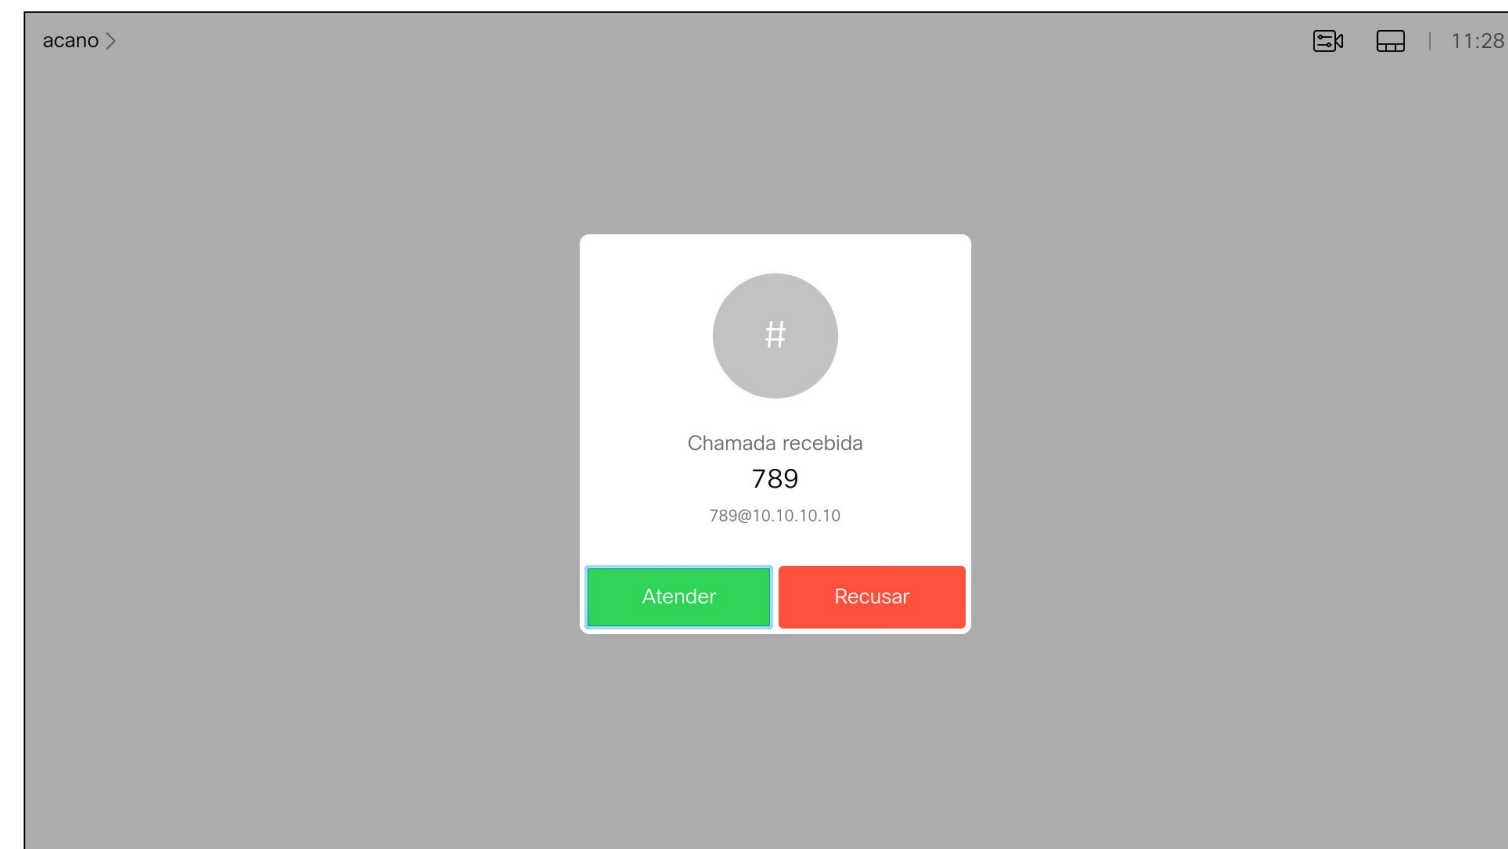 acano >
| 11:28
#
Chamada recebida
789
789@10.10.10.10
Atender
Recusar